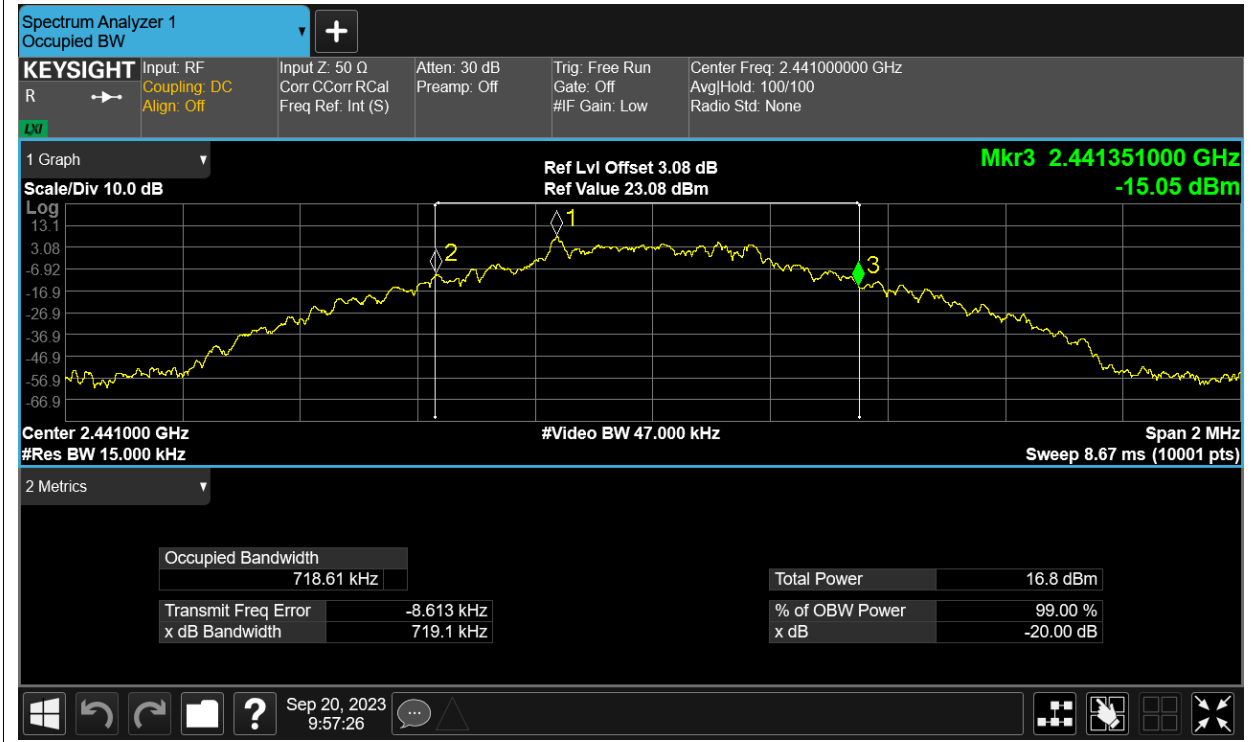 Spectrum Analyzer 1
Occupied BW
KEYSIGHT Input: RF Input Z: 50 Ω Atten: 30 dB Trig: Free Run Center Freq: 2.441000000 GHz
R Coupling: DC Corr CCorr RCal Preamp: Off Gate: Off Avg|Hold: 100/100
Align: Off Freq Ref: Int (S) #IF Gain: Low Radio Std: None
LXI
1 Graph Ref Lvl Offset 3.08 dB Mkr3 2.441351000 GHz
Scale/Div 10.0 dB Ref Value 23.08 dBm -15.05 dBm
Log
13.1 1
3.08 2
-6.92 3
-16.9
-26.9
-36.9
-46.9
-56.9
-66.9
Center 2.441000 GHz #Video BW 47.000 kHz Span 2 MHz
#Res BW 15.000 kHz Sweep 8.67 ms (10001 pts)
2 Metrics
Occupied Bandwidth
718.61 kHz Total Power 16.8 dBm
Transmit Freq Error -8.613 kHz % of OBW Power 99.00 %
x dB Bandwidth 719.1 kHz x dB -20.00 dB
Sep 20, 2023
9:57:26